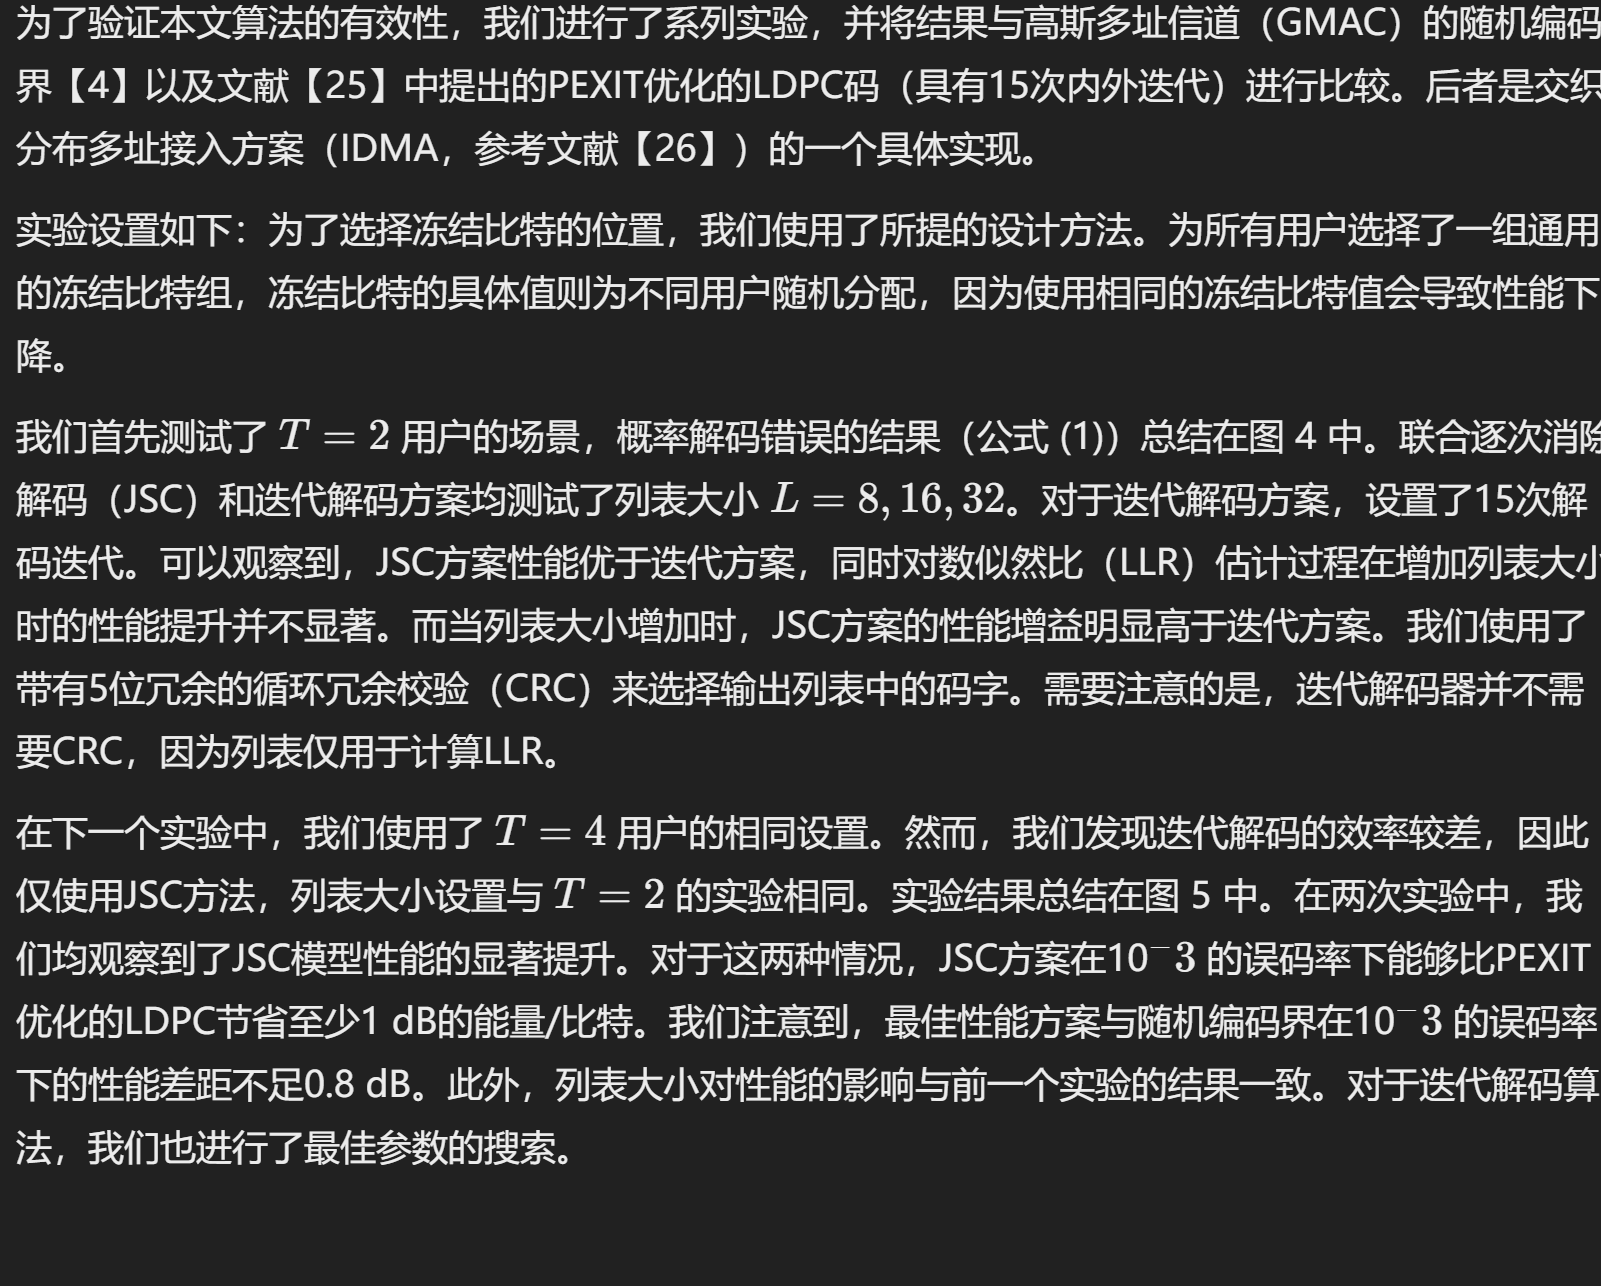 为了验证本文算法的有效性，我们进行了系列实验，并将结果与高斯多址信道（GMAC）的随机编码
界【4】以及文献【25】中提出的PEXIT优化的LDPC码（具有15次内外迭代）进行比较。后者是交织
分布多址接入方案（IDMA，参考文献【26】）的一个具体实现。
实验设置如下：为了选择冻结比特的位置，我们使用了所提的设计方法。为所有用户选择了一组通用
的冻结比特组，冻结比特的具体值则为不同用户随机分配，因为使用相同的冻结比特值会导致性能下
降。
我们首先测试了 T = 2 用户的场景，概率解码错误的结果（公式 (1)）总结在图 4 中。联合逐次消除
解码（JSC）和迭代解码方案均测试了列表大小 L = 8, 16, 32。对于迭代解码方案，设置了15次解
码迭代。可以观察到，JSC方案性能优于迭代方案，同时对数似然比（LLR）估计过程在增加列表大小
时的性能提升并不显著。而当列表大小增加时，JSC方案的性能增益明显高于迭代方案。我们使用了
带有5位冗余的循环冗余校验（CRC）来选择输出列表中的码字。需要注意的是，迭代解码器并不需
要CRC，因为列表仅用于计算LLR。
在下一个实验中，我们使用了 T = 4 用户的相同设置。然而，我们发现迭代解码的效率较差，因此
仅使用JSC方法，列表大小设置与 T = 2 的实验相同。实验结果总结在图 5 中。在两次实验中，我
们均观察到了JSC模型性能的显著提升。对于这两种情况，JSC方案在10⁻3 的误码率下能够比PEXIT
优化的LDPC节省至少1 dB的能量/比特。我们注意到，最佳性能方案与随机编码界在10⁻3 的误码率
下的性能差距不足0.8 dB。此外，列表大小对性能的影响与前一个实验的结果一致。对于迭代解码算
法，我们也进行了最佳参数的搜索。